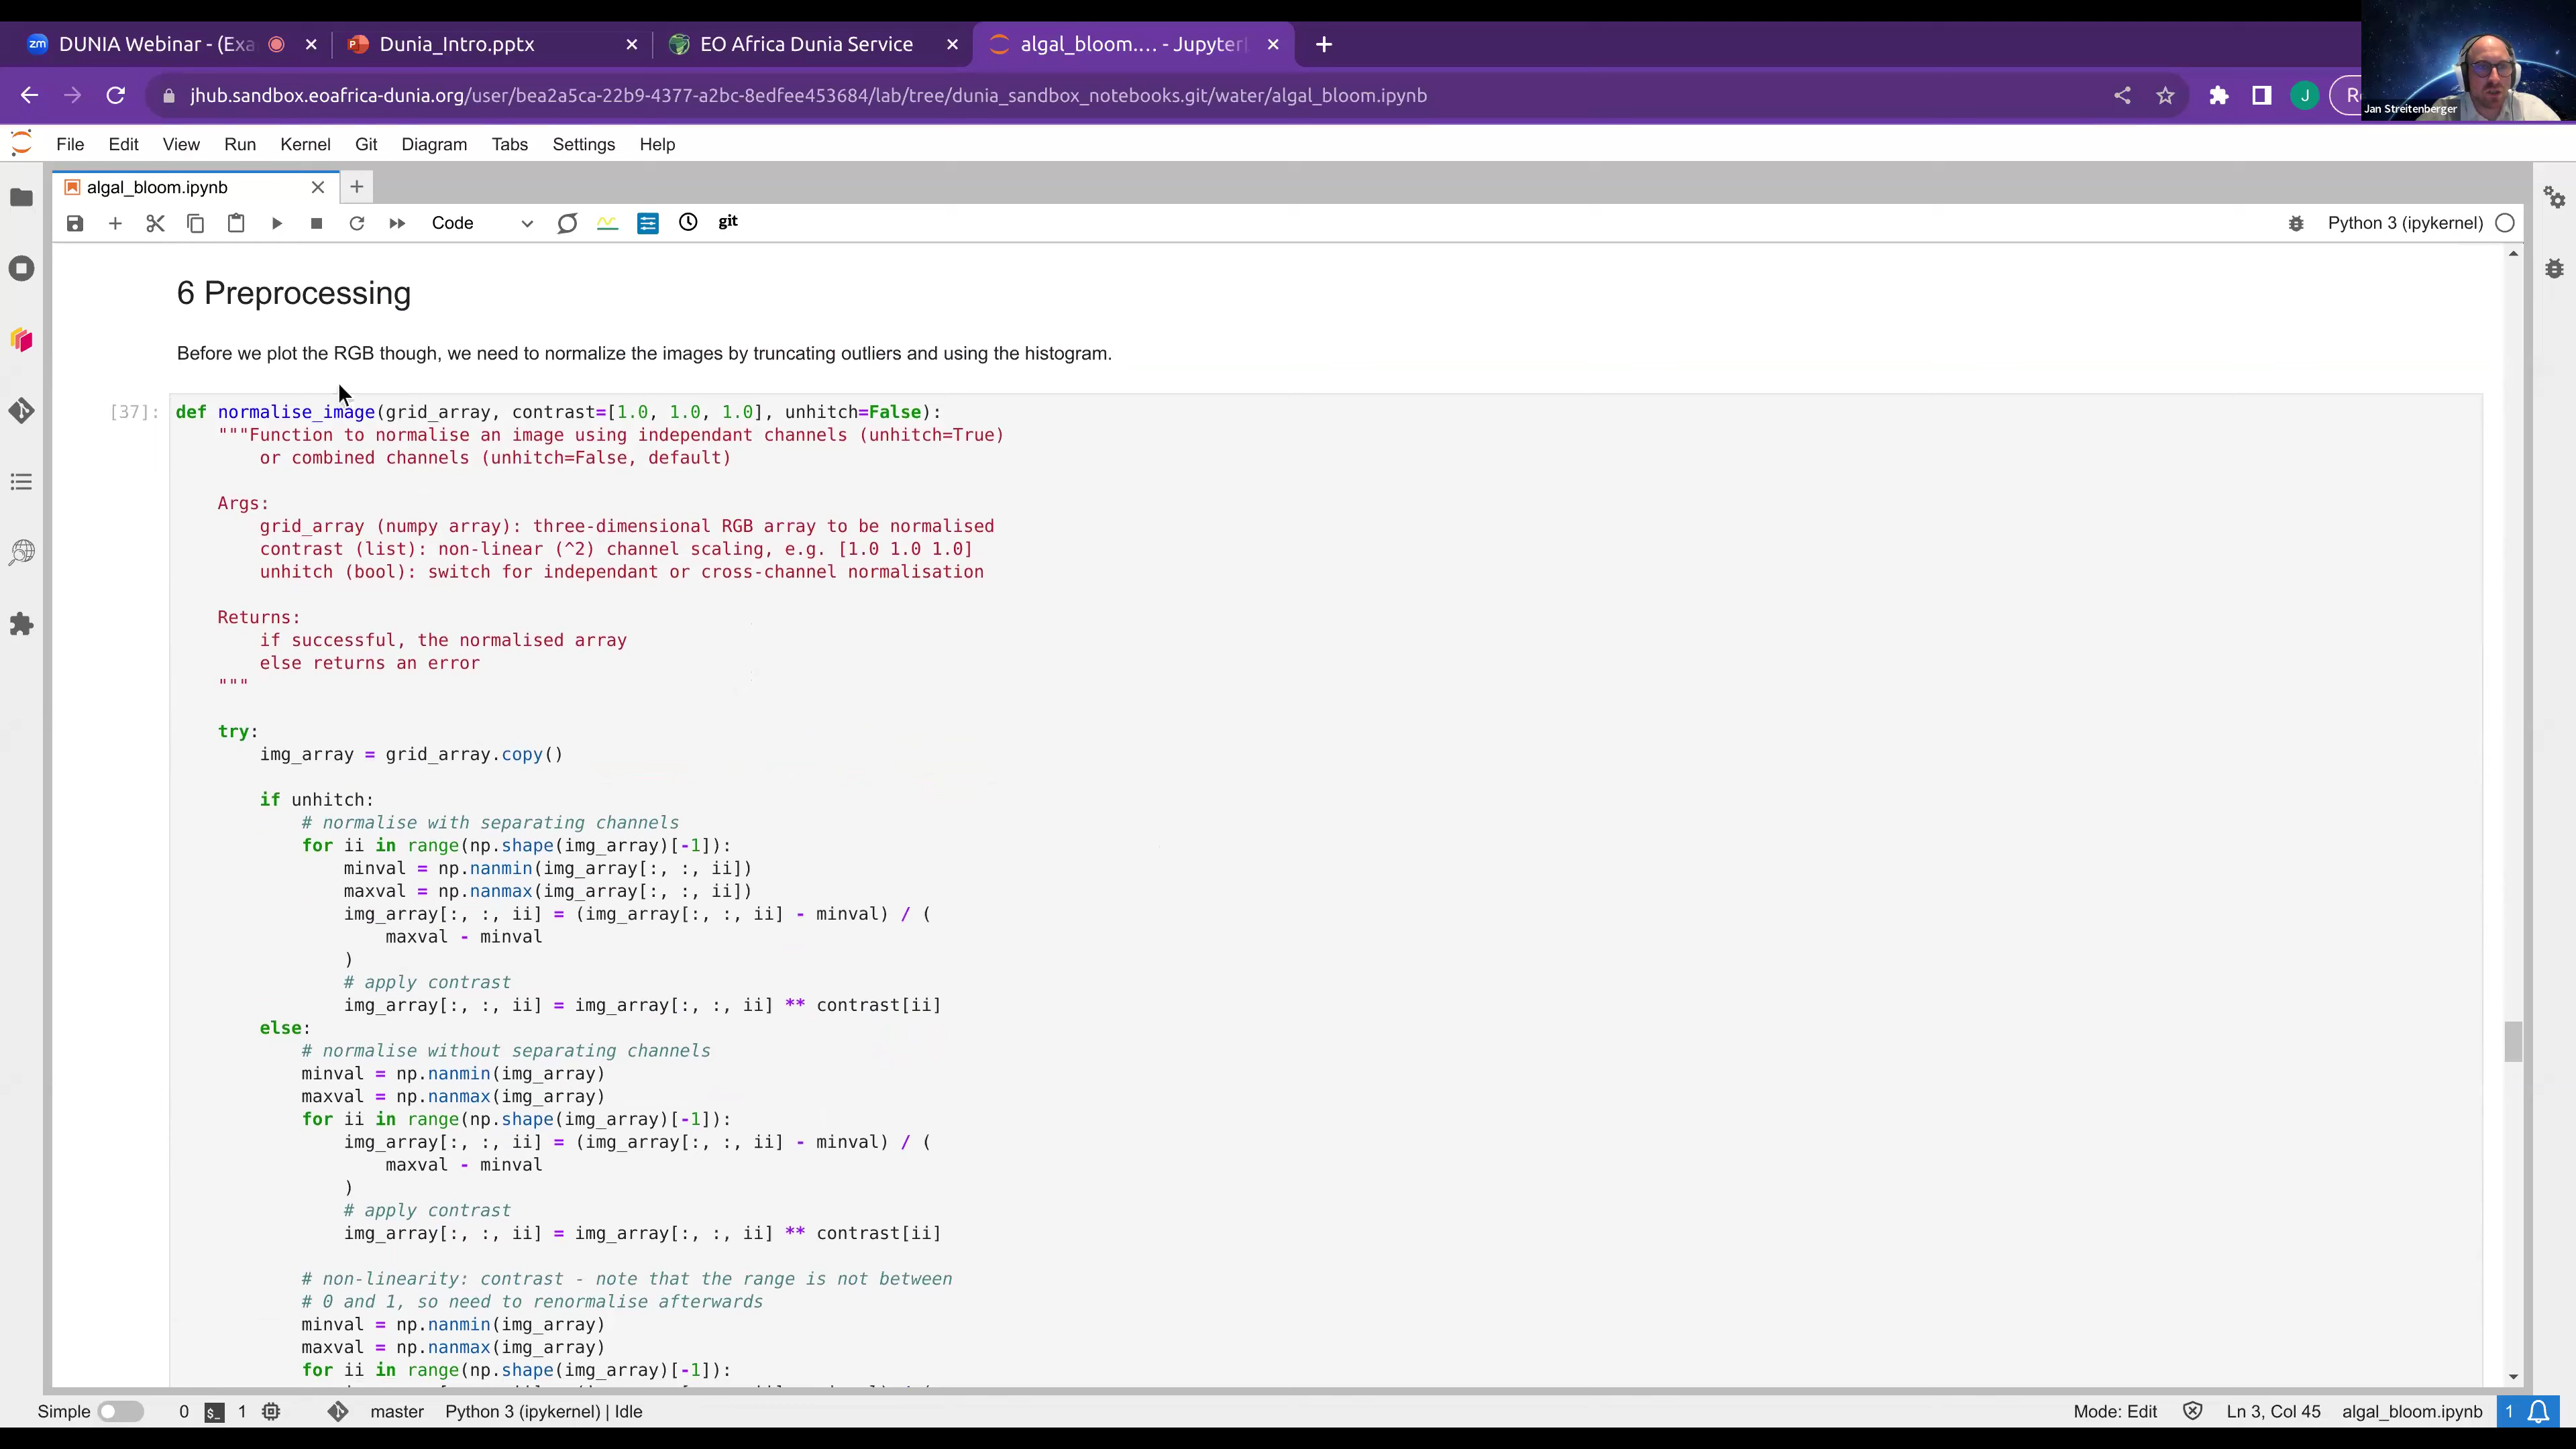 DUNIA Webinar - (Exa
Dunia_Intro.pptx
EO Africa Dunia Service
algal_bloom.... - Jupyter
jhub.sandbox.eoafrica-dunia.org/user/bea2a5ca-22b9-4377-a2bc-8edfee453684/lab/tree/dunia_sandbox_notebooks.git/water/algal_bloom.ipynb
J
Jan Streitenberger
File Edit View Run Kernel Git Diagram Tabs Settings Help
algal_bloom.ipynb
Code
git
Python 3 (ipykernel)
6 Preprocessing
Before we plot the RGB though, we need to normalize the images by truncating outliers and using the histogram.
[37]:
def normalise_image(grid_array, contrast=[1.0, 1.0, 1.0], unhitch=False):
"""Function to normalise an image using independant channels (unhitch=True)
or combined channels (unhitch=False, default)
Args:
grid_array (numpy array): three-dimensional RGB array to be normalised
contrast (list): non-linear (^2) channel scaling, e.g. [1.0 1.0 1.0]
unhitch (bool): switch for independant or cross-channel normalisation
Returns:
if successful, the normalised array
else returns an error
"""
try:
img_array = grid_array.copy()
if unhitch:
# normalise with separating channels
for ii in range(np.shape(img_array)[-1]):
minval = np.nanmin(img_array[:, :, ii])
maxval = np.nanmax(img_array[:, :, ii])
img_array[:, :, ii] = (img_array[:, :, ii] - minval) / (
maxval - minval
)
# apply contrast
img_array[:, :, ii] = img_array[:, :, ii] ** contrast[ii]
else:
# normalise without separating channels
minval = np.nanmin(img_array)
maxval = np.nanmax(img_array)
for ii in range(np.shape(img_array)[-1]):
img_array[:, :, ii] = (img_array[:, :, ii] - minval) / (
maxval - minval
)
# apply contrast
img_array[:, :, ii] = img_array[:, :, ii] ** contrast[ii]
# non-linearity: contrast - note that the range is not between
# 0 and 1, so need to renormalise afterwards
minval = np.nanmin(img_array)
maxval = np.nanmax(img_array)
for ii in range(np.shape(img_array)[-1]):
Simple 0 1 master Python 3 (ipykernel) | Idle
Mode: Edit Ln 3, Col 45 algal_bloom.ipynb 1